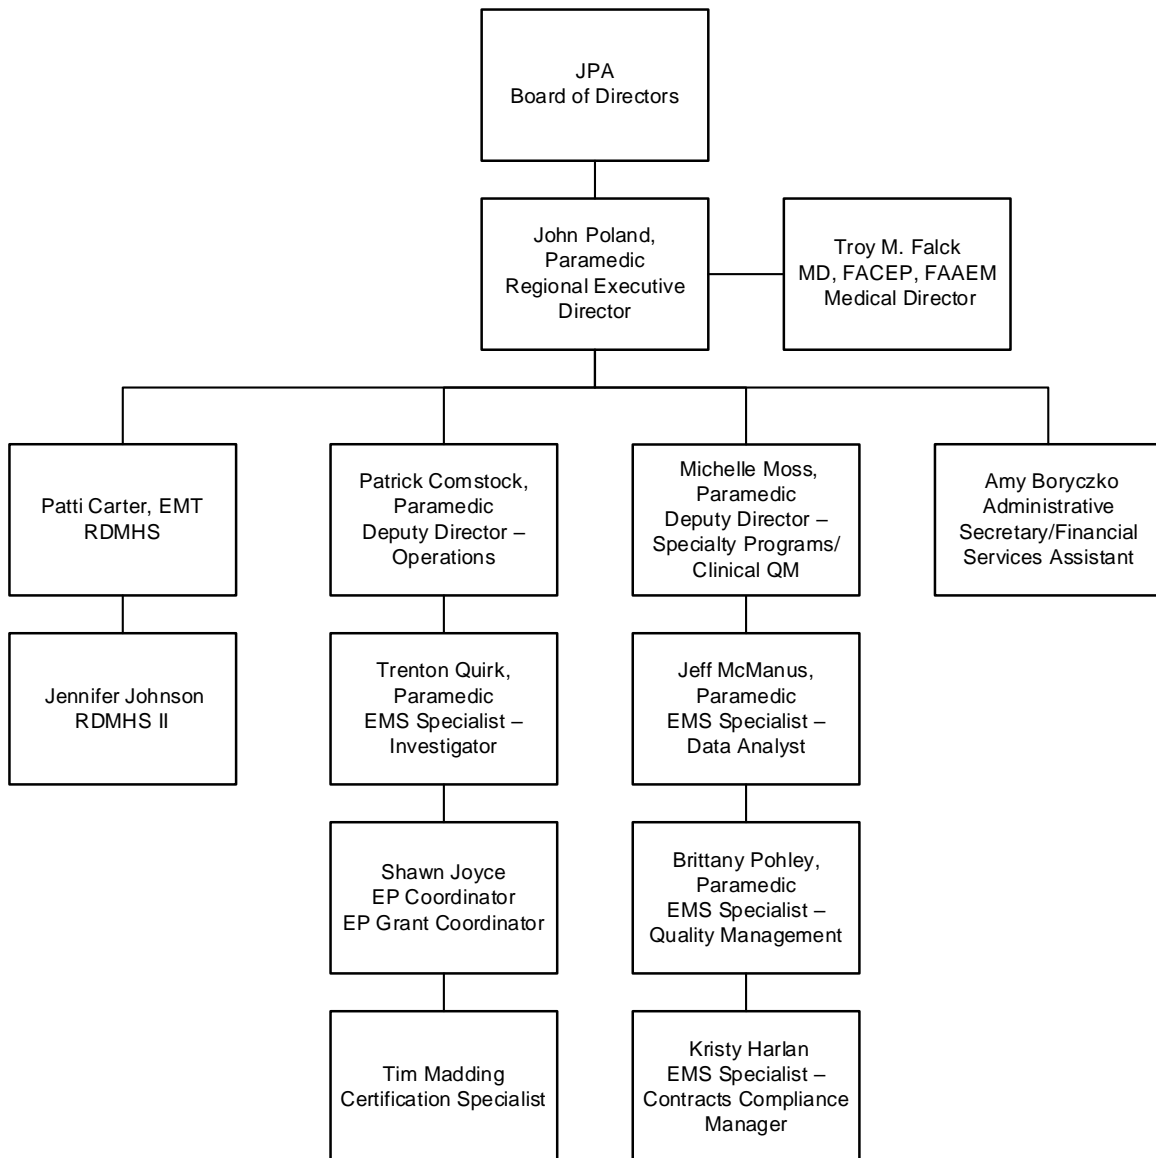 JPA
Board of Directors
John Poland,
Paramedic
Regional Executive
Director
Troy M. Falck
MD, FACEP, FAAEM
Medical Director
Patti Carter, EMT
RDMHS
Patrick Comstock,
Paramedic
Deputy Director –
Operations
Michelle Moss,
Paramedic
Deputy Director –
Specialty Programs/
Clinical QM
Amy Boryczko
Administrative
Secretary/Financial
Services Assistant
Jennifer Johnson
RDMHS II
Trenton Quirk,
Paramedic
EMS Specialist –
Investigator
Jeff McManus,
Paramedic
EMS Specialist –
Data Analyst
Shawn Joyce
EP Coordinator
EP Grant Coordinator
Brittany Pohley,
Paramedic
EMS Specialist –
Quality Management
Tim Madding
Certification Specialist
Kristy Harlan
EMS Specialist –
Contracts Compliance
Manager